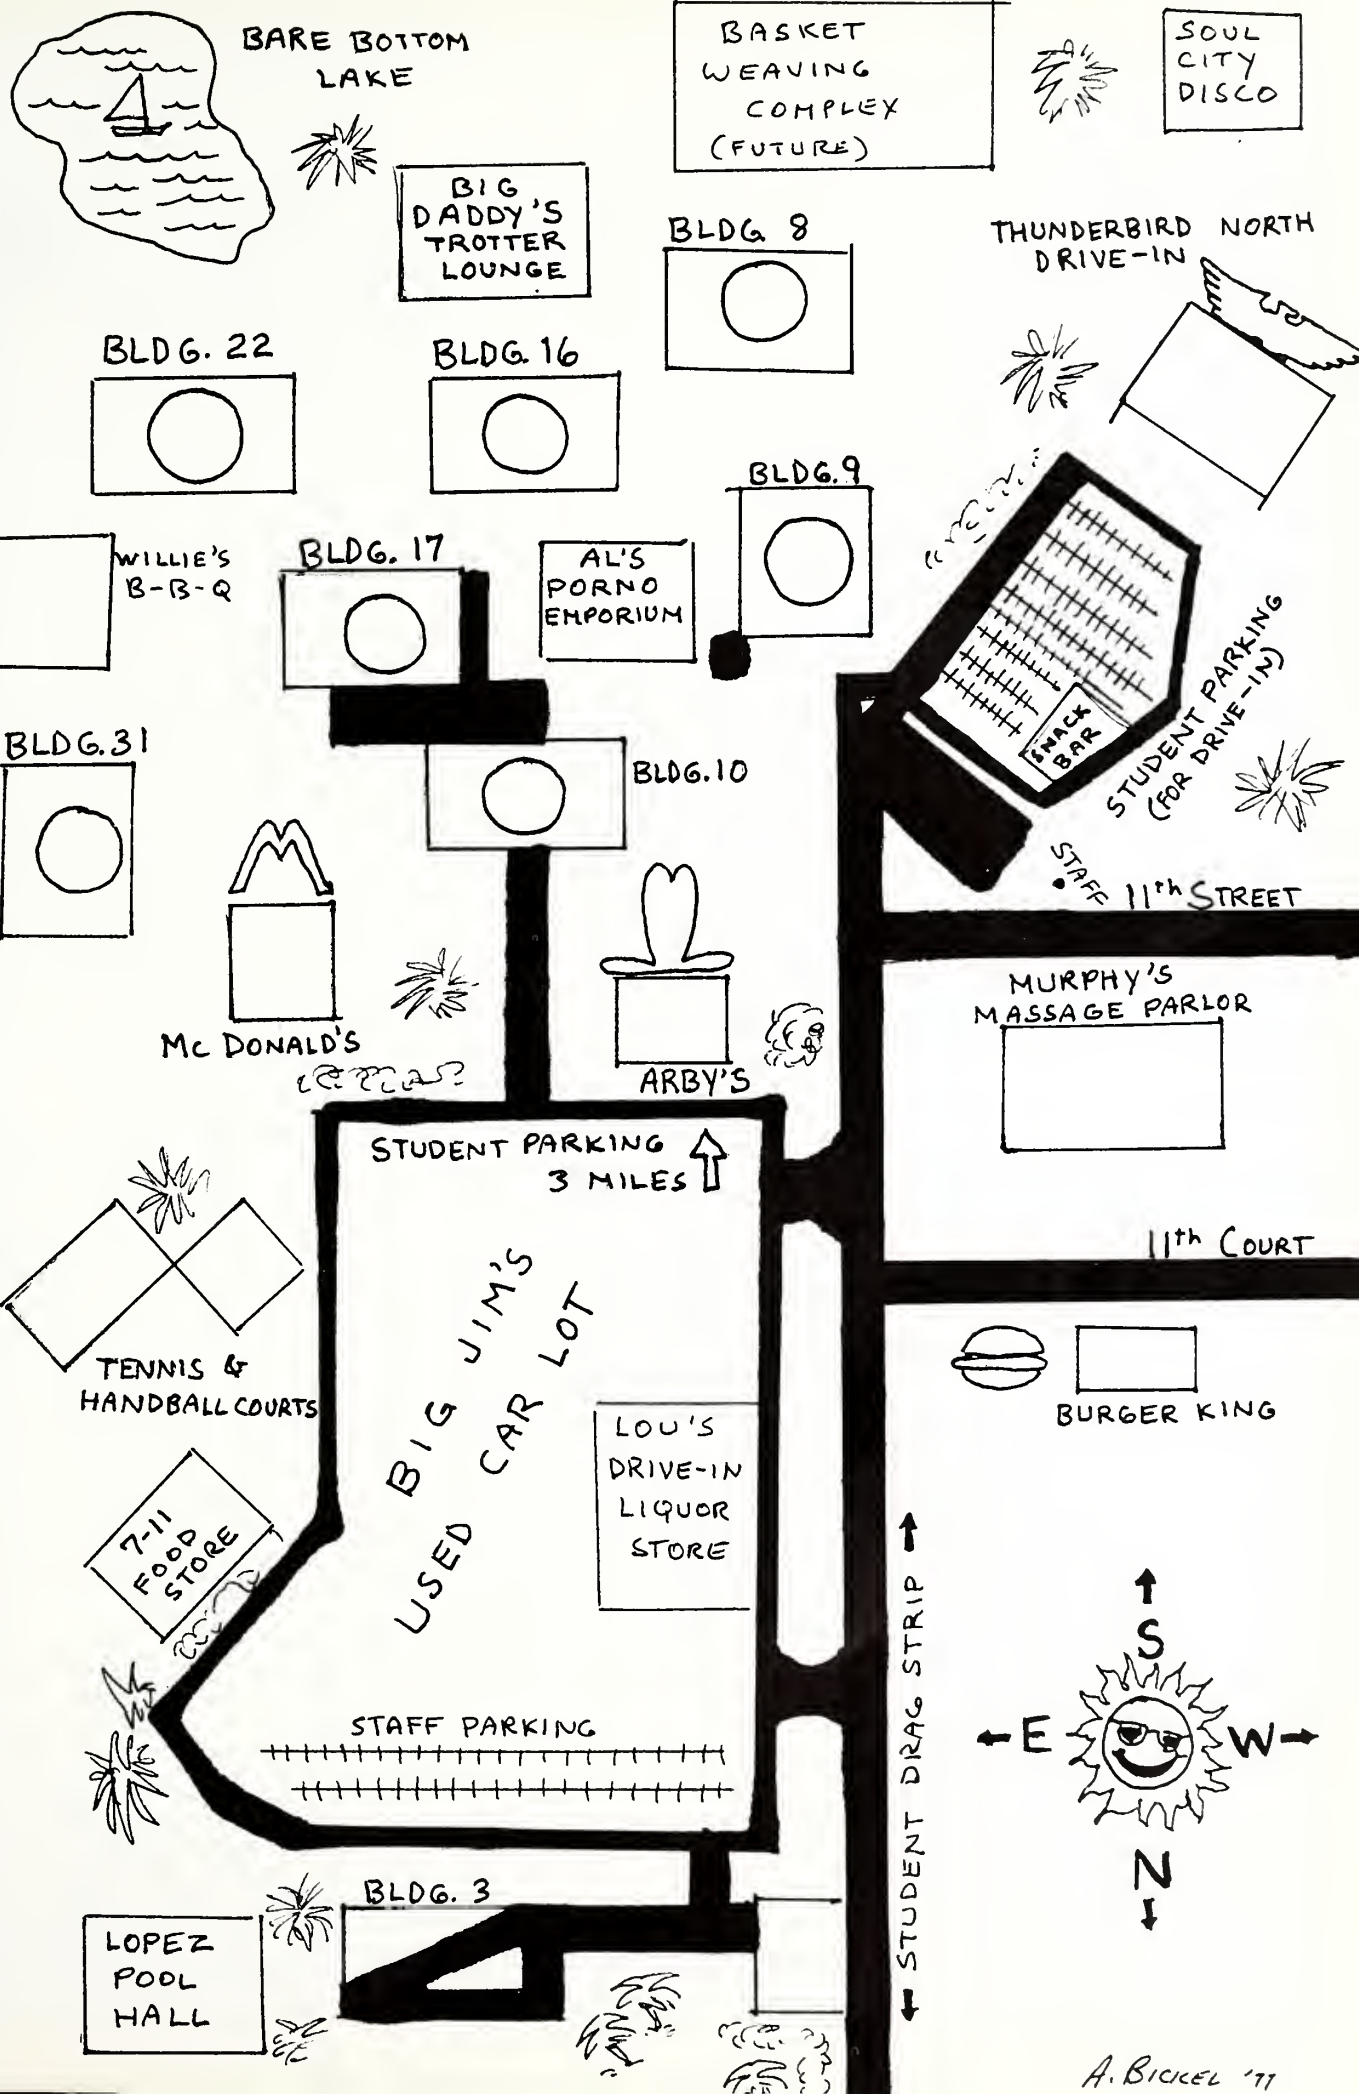 BARE BOTTOM
LAKE
BASKET
WEAVING
COMPLEX
(FUTURE)
SOUL
CITY
DISCO
BIG
DADDY'S
TROTTER
LOUNGE
BLDG 8
THUNDERBIRD NORTH
DRIVE-IN
BLDG. 22
BLDG. 16
BLDG. 9
WILLIE'S
B-B-Q
BLDG. 17
AL'S
PORNO
EMPORIUM
STUDENT PARKING
(FOR DRIVE-IN)
SNACK
BAR
BLDG. 31
BLDG. 10
STAFF
11th STREET
McDONALD'S
ARBY'S
MURPHY'S
MASSAGE PARLOR
STUDENT PARKING
3 MILES
11th COURT
TENNIS &
HANDBALL COURTS
BIG JIM'S
USED CAR LOT
BURGER KING
LOU'S
DRIVE-IN
LIQUOR
STORE
7-11
FOOD
STORE
STUDENT DRAG STRIP
S
E W
N
STAFF PARKING
BLDG. 3
LOPEZ
POOL
HALL
A. BICKEL '77